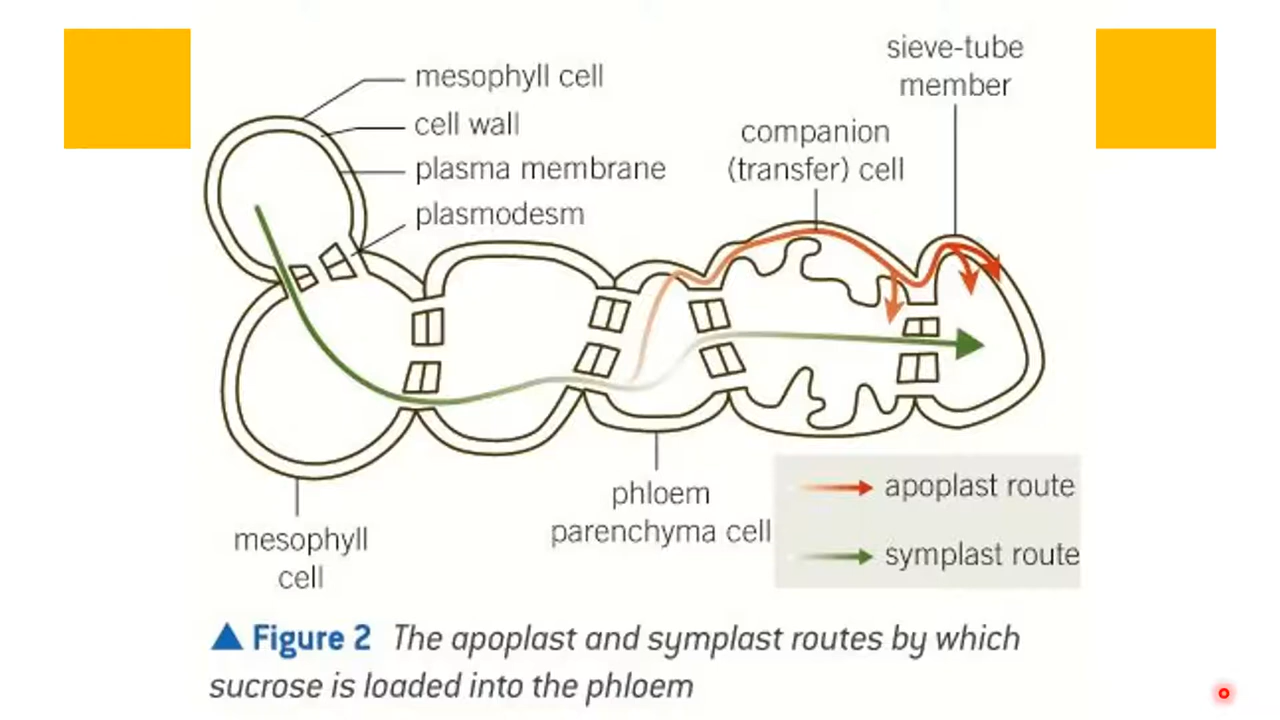 mesophyll cell
cell wall
plasma membrane
plasmodesm
sieve-tube
member
companion
(transfer) cell
mesophyll
cell
phloem
parenchyma cell
apoplast route
symplast route
▲ Figure 2 The apoplast and symplast routes by which
sucrose is loaded into the phloem